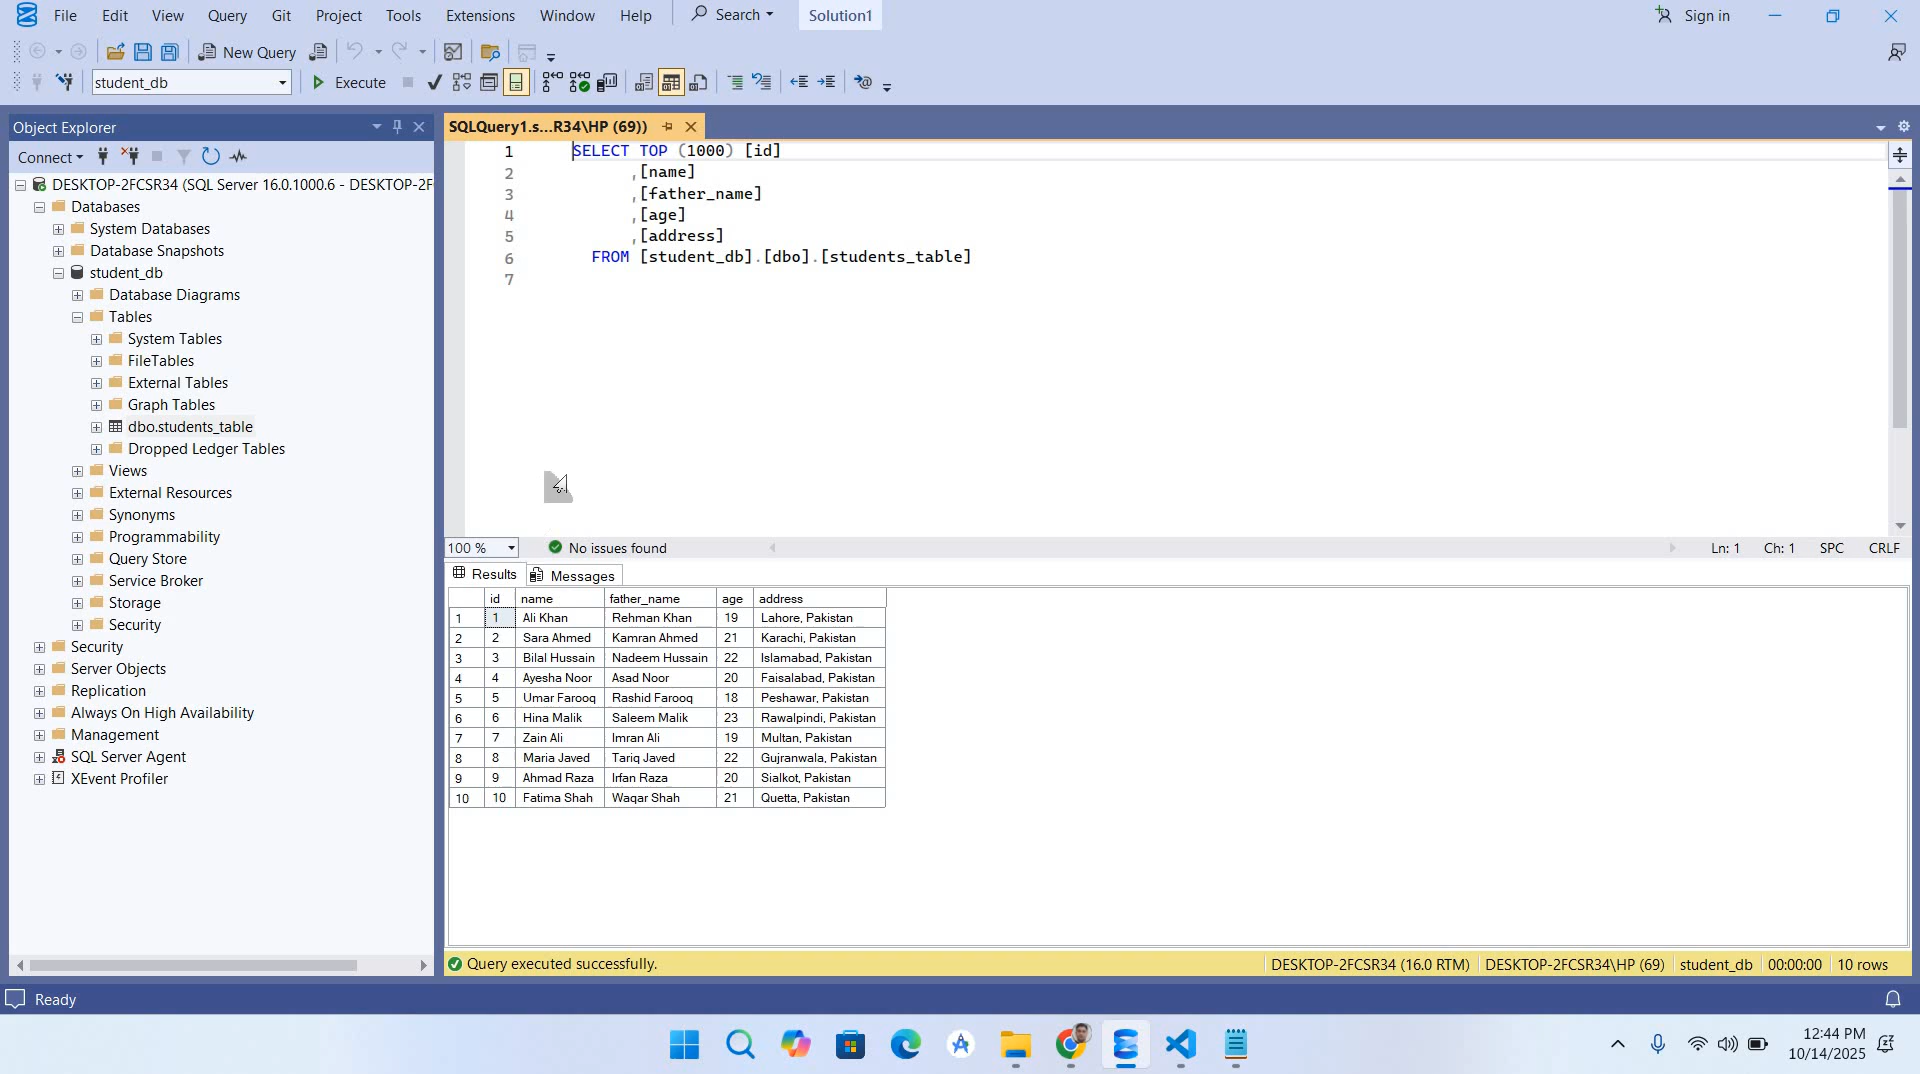 File Edit View Query Git Project Tools Extensions Window Help Search Solution1 Sign in
New Query
student_db Execute
Object Explorer
Connect
DESKTOP-2FCSR34 (SQL Server 16.0.1000.6 - DESKTOP-2F
Databases
System Databases
Database Snapshots
student_db
Database Diagrams
Tables
System Tables
FileTables
External Tables
Graph Tables
dbo.students_table
Dropped Ledger Tables
Views
External Resources
Synonyms
Programmability
Query Store
Service Broker
Storage
Security
Security
Server Objects
Replication
Always On High Availability
Management
SQL Server Agent
XEvent Profiler
SQLQuery1.s...R34\HP (69))
1 SELECT TOP (1000) [id]
2 ,[name]
3 ,[father_name]
4 ,[age]
5 ,[address]
6 FROM [student_db].[dbo].[students_table]
7
100 % No issues found Ln: 1 Ch: 1 SPC CRLF
Results Messages
id name father_name age address
1 1 Ali Khan Rehman Khan 19 Lahore, Pakistan
2 2 Sara Ahmed Kamran Ahmed 21 Karachi, Pakistan
3 3 Bilal Hussain Nadeem Hussain 22 Islamabad, Pakistan
4 4 Ayesha Noor Asad Noor 20 Faisalabad, Pakistan
5 5 Umar Farooq Rashid Farooq 18 Peshawar, Pakistan
6 6 Hina Malik Saleem Malik 23 Rawalpindi, Pakistan
7 7 Zain Ali Imran Ali 19 Multan, Pakistan
8 8 Maria Javed Tariq Javed 22 Gujranwala, Pakistan
9 9 Ahmad Raza Irfan Raza 20 Sialkot, Pakistan
10 10 Fatima Shah Waqar Shah 21 Quetta, Pakistan
Query executed successfully. DESKTOP-2FCSR34 (16.0 RTM) DESKTOP-2FCSR34\HP (69) student_db 00:00:00 10 rows
Ready
12:44 PM
10/14/2025